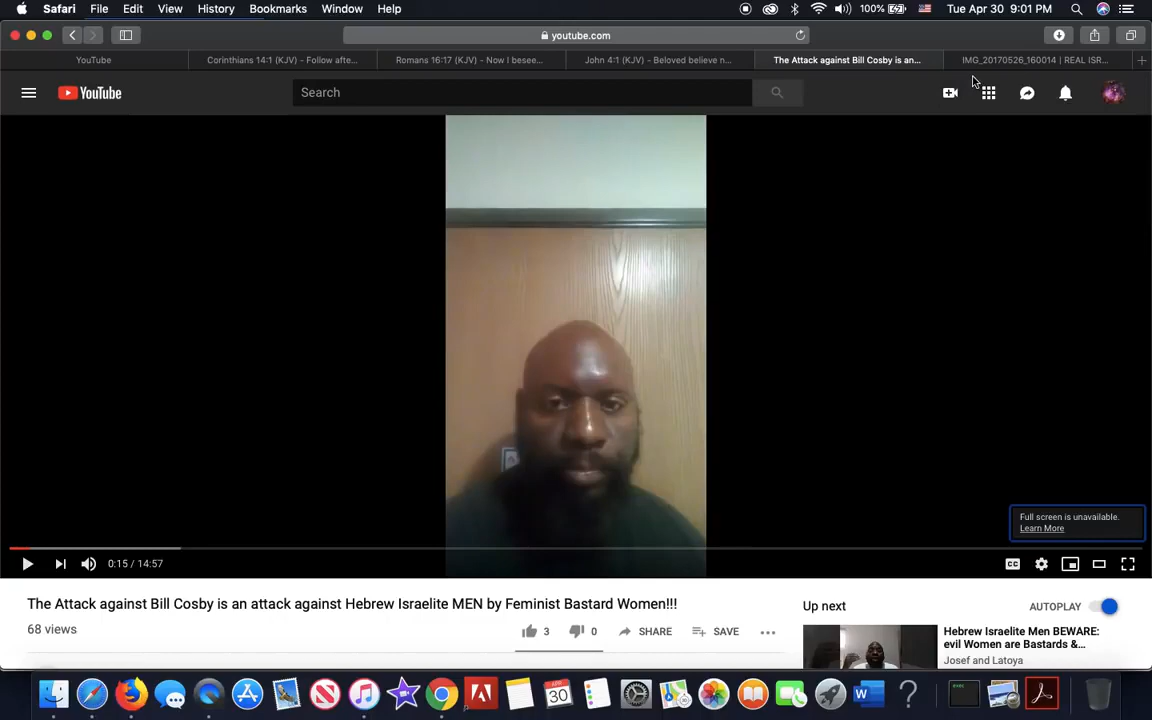 Safari File Edit View History Bookmarks Window Help 100% Tue Apr 30 9:01 PM
youtube.com
YouTube
Corinthians 14:1 (KJV) - Follow afte...
Romans 16:17 (KJV) - Now I besee...
John 4:1 (KJV) - Beloved believe n...
The Attack against Bill Cosby is an...
IMG_20170526_160014 | REAL ISR...
YouTube
Search
Full screen is unavailable.
Learn More
0:15 / 14:57
CC
The Attack against Bill Cosby is an attack against Hebrew Israelite MEN by Feminist Bastard Women!!!
68 views
3 0 SHARE SAVE
Up next
AUTOPLAY
Hebrew Israelite Men BEWARE:
evil Women are Bastards &...
Josef and Latoya
APR
30